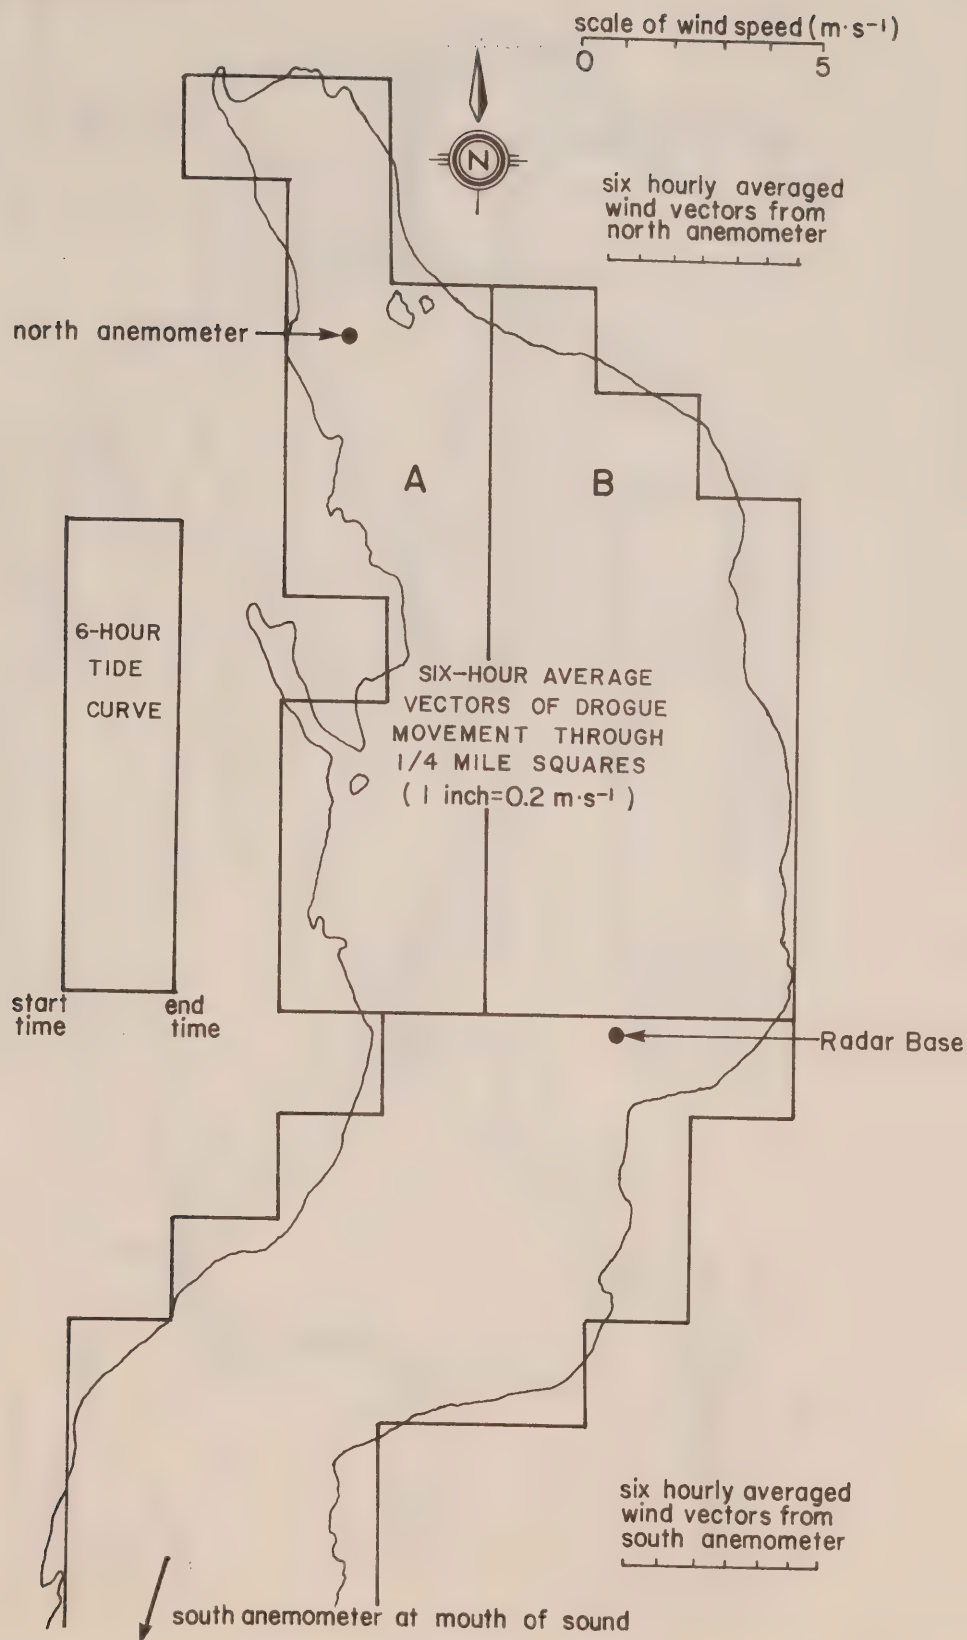 scale of wind speed (m·s⁻¹)
0 5
N
six hourly averaged
wind vectors from
north anemometer
north anemometer
A B
6-HOUR
TIDE
CURVE
SIX-HOUR AVERAGE
VECTORS OF DROGUE
MOVEMENT THROUGH
1/4 MILE SQUARES
(1 inch=0.2 m·s⁻¹)
start
time
end
time
Radar Base
six hourly averaged
wind vectors from
south anemometer
south anemometer at mouth of sound